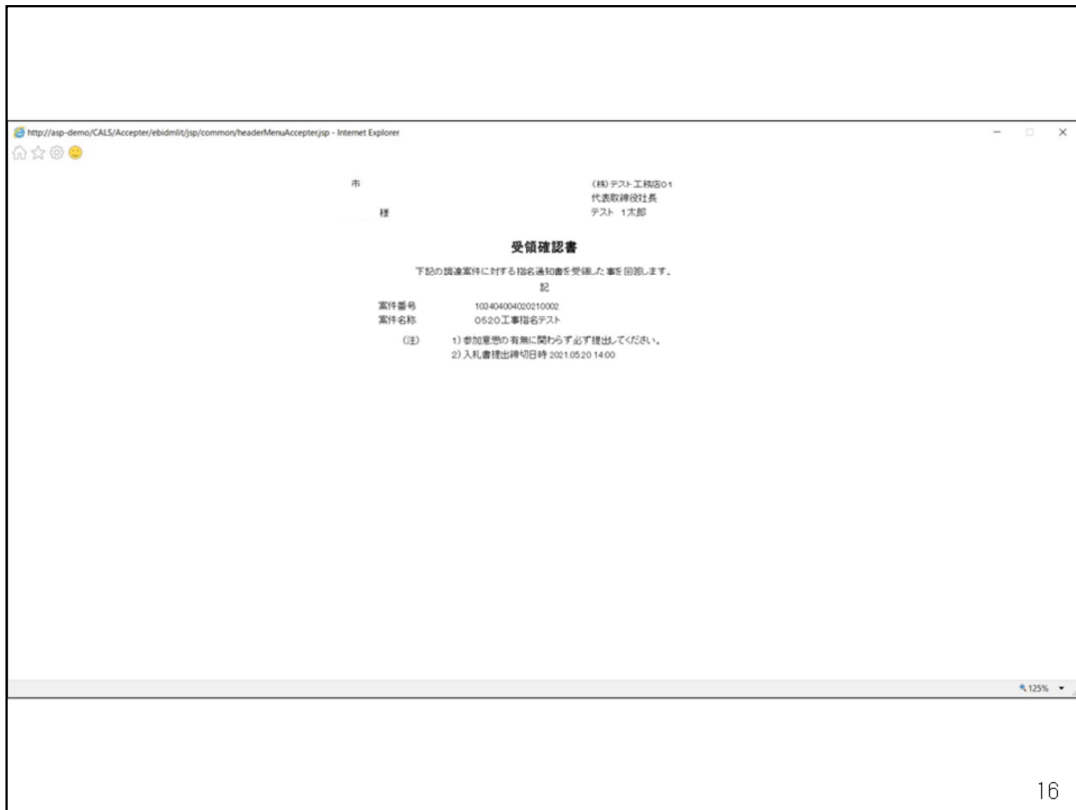 http://asp-demo/CALS/Accepter/ebidmlit/jsp/common/headerMenuAccepter.jsp - Internet Explorer
市
(株)テスト工務店01
代表取締役社長
様
テスト 1太郎
受領確認書
下記の調達案件に対する指名通知書を受領した事を回答します。
記
案件番号 103404004020210002
案件名称 0520工事指名テスト
(注) 1)参加意思の有無に関わらず必ず提出してください。
2)入札書提出締切日時 2021.05.20 14:00
125%
16